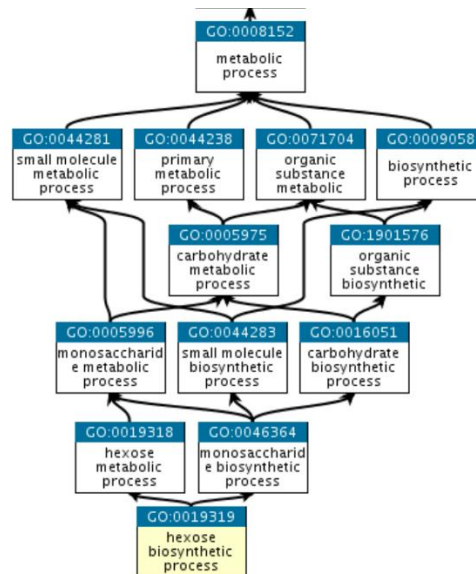 GO:0008152
metabolic
process
GO:0044281
small molecule
metabolic
process
GO:0044238
primary
metabolic
process
GO:0071704
organic
substance
metabolic
GO:0009058
biosynthetic
process
GO:0005975
carbohydrate
metabolic
process
GO:1901576
organic
substance
biosynthetic
GO:0005996
monosaccharid
e metabolic
process
GO:0044283
small molecule
biosynthetic
process
GO:0016051
carbohydrate
biosynthetic
process
GO:0019318
hexose
metabolic
process
GO:0046364
monosaccharid
e biosynthetic
process
GO:0019319
hexose
biosynthetic
process